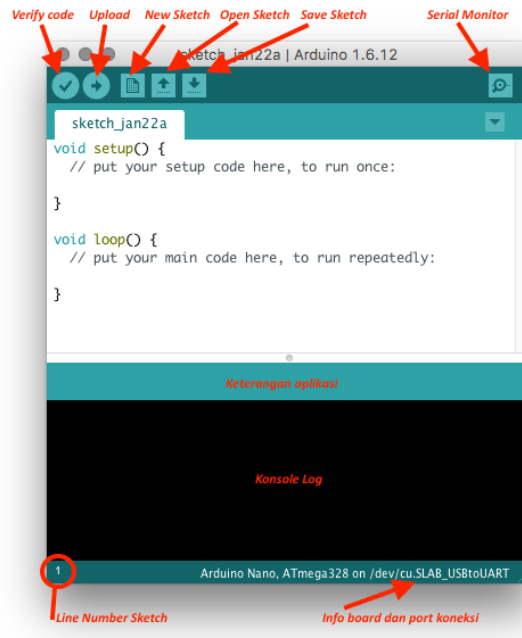 Verify code Upload New Sketch Open Sketch Save Sketch Serial Monitor
sketch_jan22a | Arduino 1.6.12
sketch_jan22a
void setup() {
// put your setup code here, to run once:
}
void loop() {
// put your main code here, to run repeatedly:
}
Keterangan aplikasi
Konsole Log
1
Arduino Nano, ATmega328 on /dev/cu.SLAB_USBtoUART
Line Number Sketch
Info board dan port koneksi